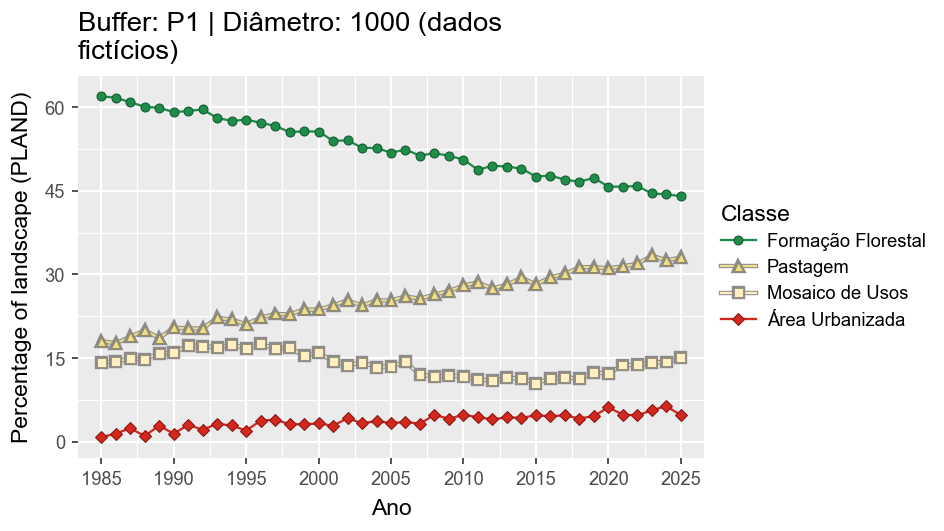 Buffer: P1 | Diâmetro: 1000 (dados
fictícios)
Percentage of landscape (PLAND)
60
45
30
15
0
1985 1990 1995 2000 2005 2010 2015 2020 2025
Ano
Classe
Formação Florestal
Pastagem
Mosaico de Usos
Área Urbanizada